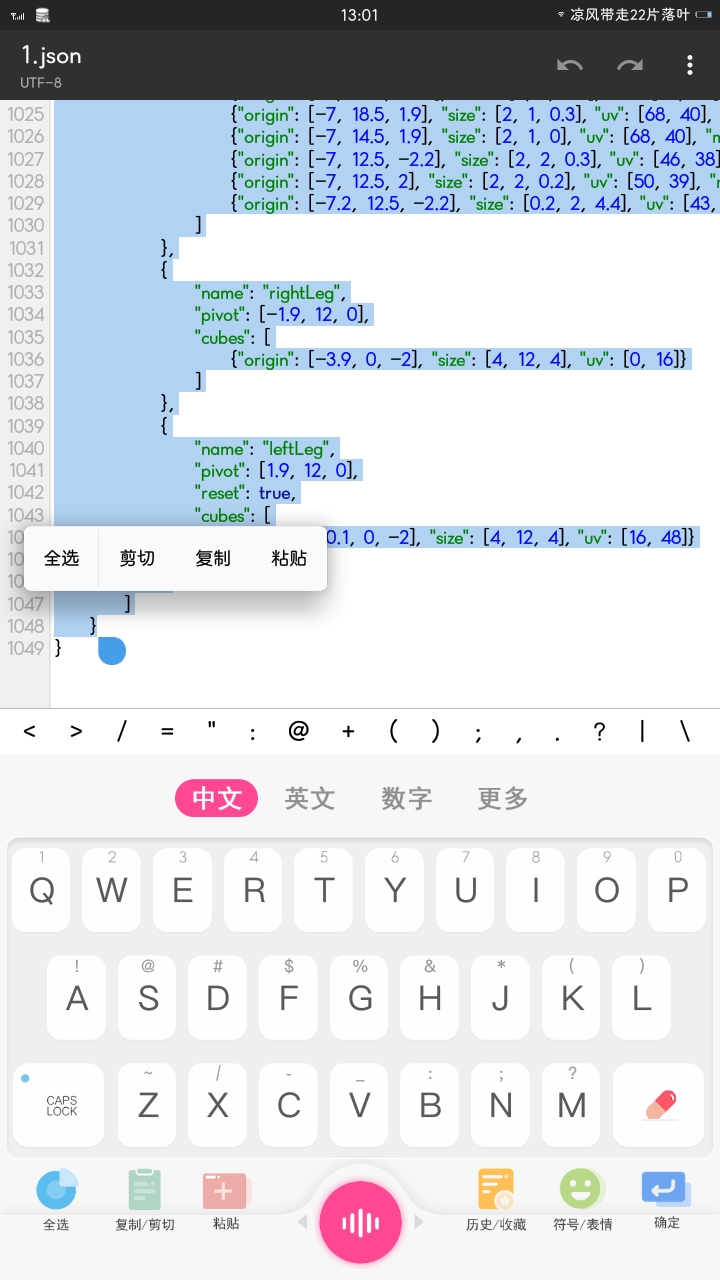 13:01
凉风带走22片落叶
1.json
UTF-8
1025 {"origin": [-7, 18.5, 1.9], "size": [2, 1, 0.3], "uv": [68, 40],
1026 {"origin": [-7, 14.5, 1.9], "size": [2, 1, 0], "uv": [68, 40], "n
1027 {"origin": [-7, 12.5, -2.2], "size": [2, 2, 0.3], "uv": [46, 38]
1028 {"origin": [-7, 12.5, 2], "size": [2, 2, 0.2], "uv": [50, 39], "r
1029 {"origin": [-7.2, 12.5, -2.2], "size": [0.2, 2, 4.4], "uv": [43,
1030 ]
1031 },
1032 {
1033 "name": "rightLeg",
1034 "pivot": [-1.9, 12, 0],
1035 "cubes": [
1036 {"origin": [-3.9, 0, -2], "size": [4, 12, 4], "uv": [0, 16]}
1037 ]
1038 },
1039 {
1040 "name": "leftLeg",
1041 "pivot": [1.9, 12, 0],
1042 "reset": true,
1043 "cubes": [
0.1, 0, -2], "size": [4, 12, 4], "uv": [16, 48]}
全选 剪切 复制 粘贴
1047 ]
1048 }
1049 }
< > / = " : @ + ( ) ; , . ? | \
中文 英文 数字 更多
1 2 3 4 5 6 7 8 9 0
Q W E R T Y U I O P
! @ # $ % & * ( )
A S D F G H J K L
~ / - _ : ; ?
CAPS LOCK Z X C V B N M
全选 复制/剪切 粘贴 历史/收藏 符号/表情 确定